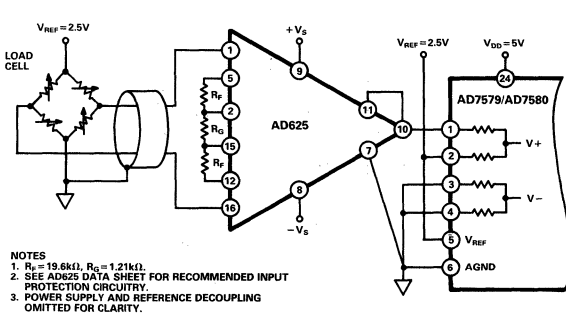 V_REF = 2.5V
LOAD
CELL
1
5
R_F
2
R_G
15
R_F
12
16
+V_S
9
AD625
11
10
7
8
−V_S
V_REF = 2.5V
V_DD = 5V
24
AD7579/AD7580
1
V+
2
3
V−
4
5
V_REF
6
AGND
NOTES
1. R_F = 19.6kΩ, R_G = 1.21kΩ.
2. SEE AD625 DATA SHEET FOR RECOMMENDED INPUT
PROTECTION CIRCUITRY.
3. POWER SUPPLY AND REFERENCE DECOUPLING
OMITTED FOR CLARITY.